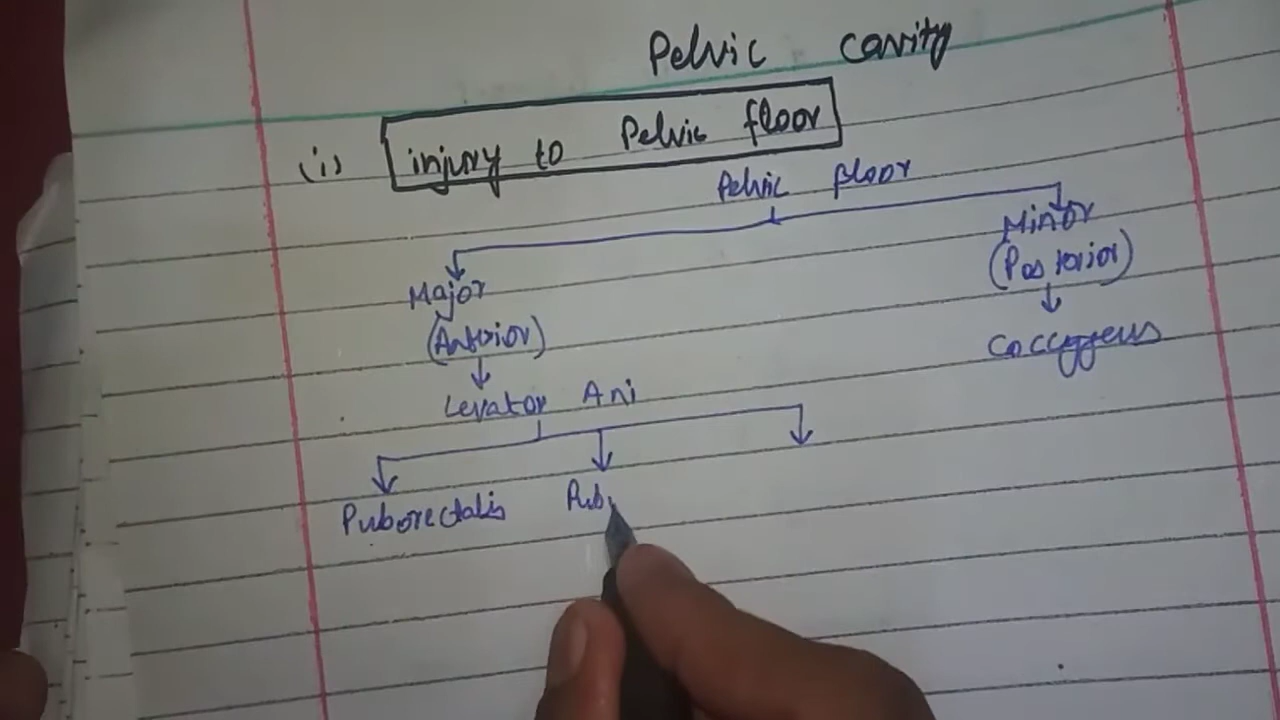 Pelvic cavity
(i) injury to Pelvic floor
Pelvic floor
Major
(Anterior)
Levator Ani
Puborectalis Pub
Minor
(Posterior)
Coccygeus